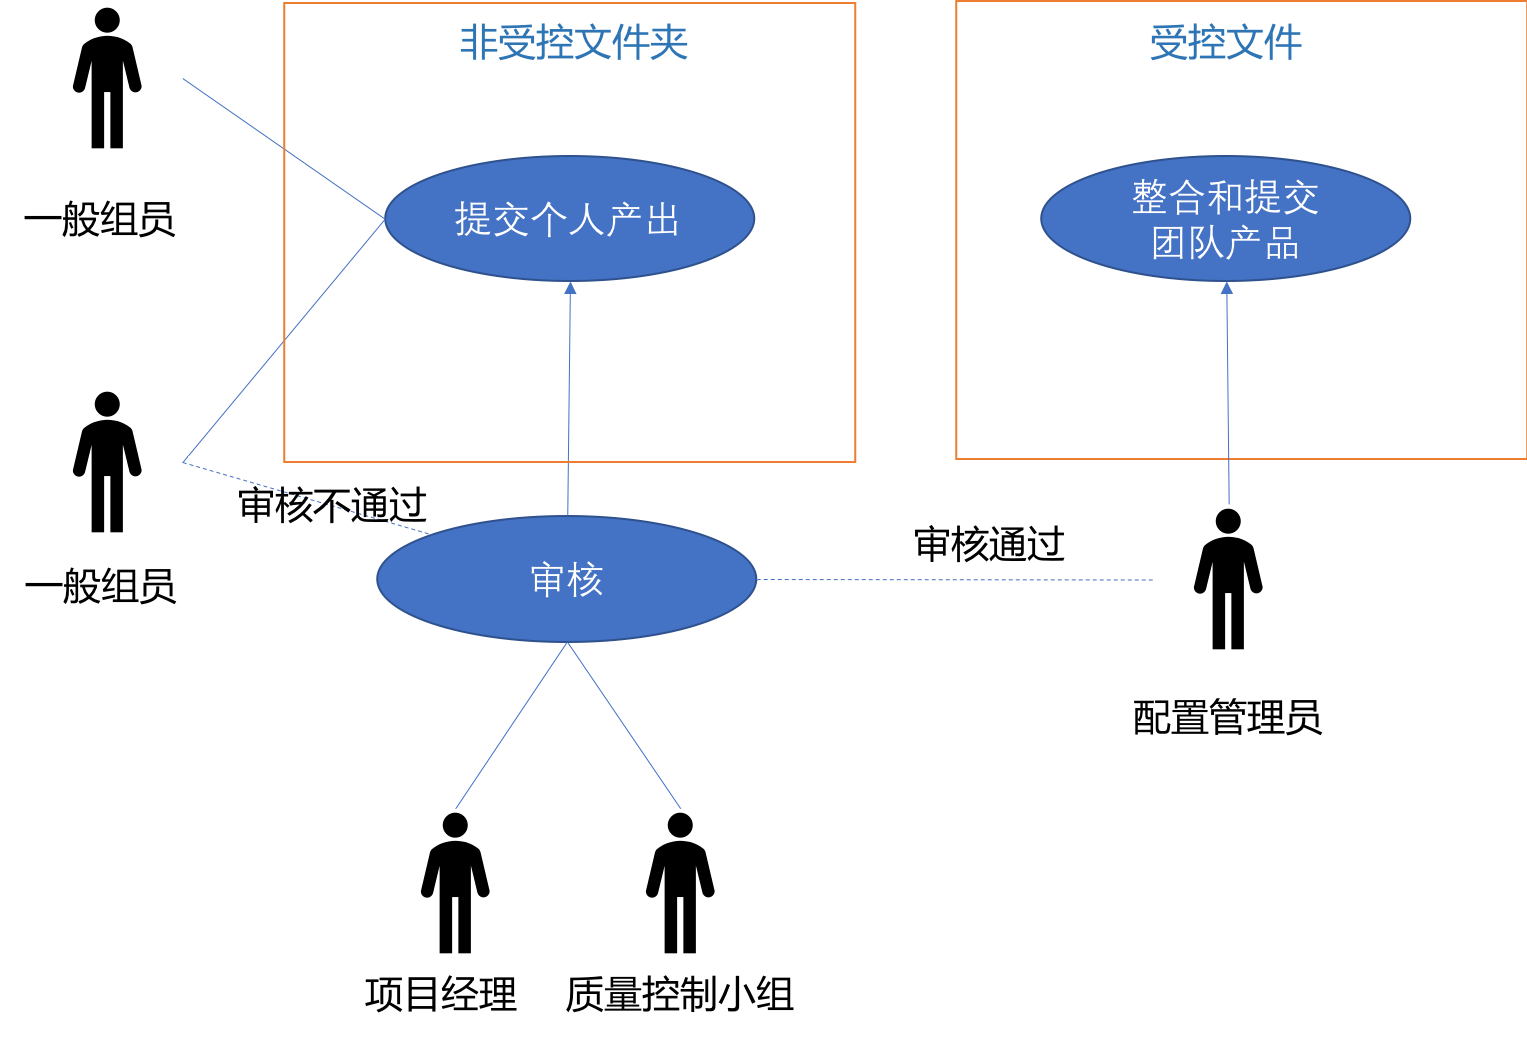 非受控文件夹
受控文件
一般组员
提交个人产出
整合和提交
团队产品
审核不通过
审核通过
一般组员
审核
配置管理员
项目经理
质量控制小组